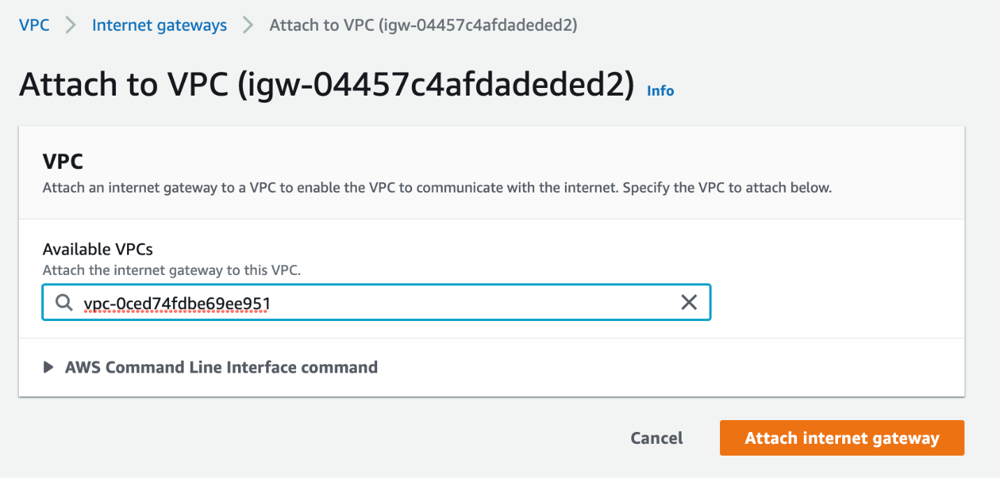 VPC > Internet gateways > Attach to VPC (igw-04457c4afdadeded2)
Attach to VPC (igw-04457c4afdadeded2) Info
VPC
Attach an internet gateway to a VPC to enable the VPC to communicate with the internet. Specify the VPC to attach below.
Available VPCs
Attach the internet gateway to this VPC.
vpc-0ced74fdbe69ee951
AWS Command Line Interface command
Cancel Attach internet gateway